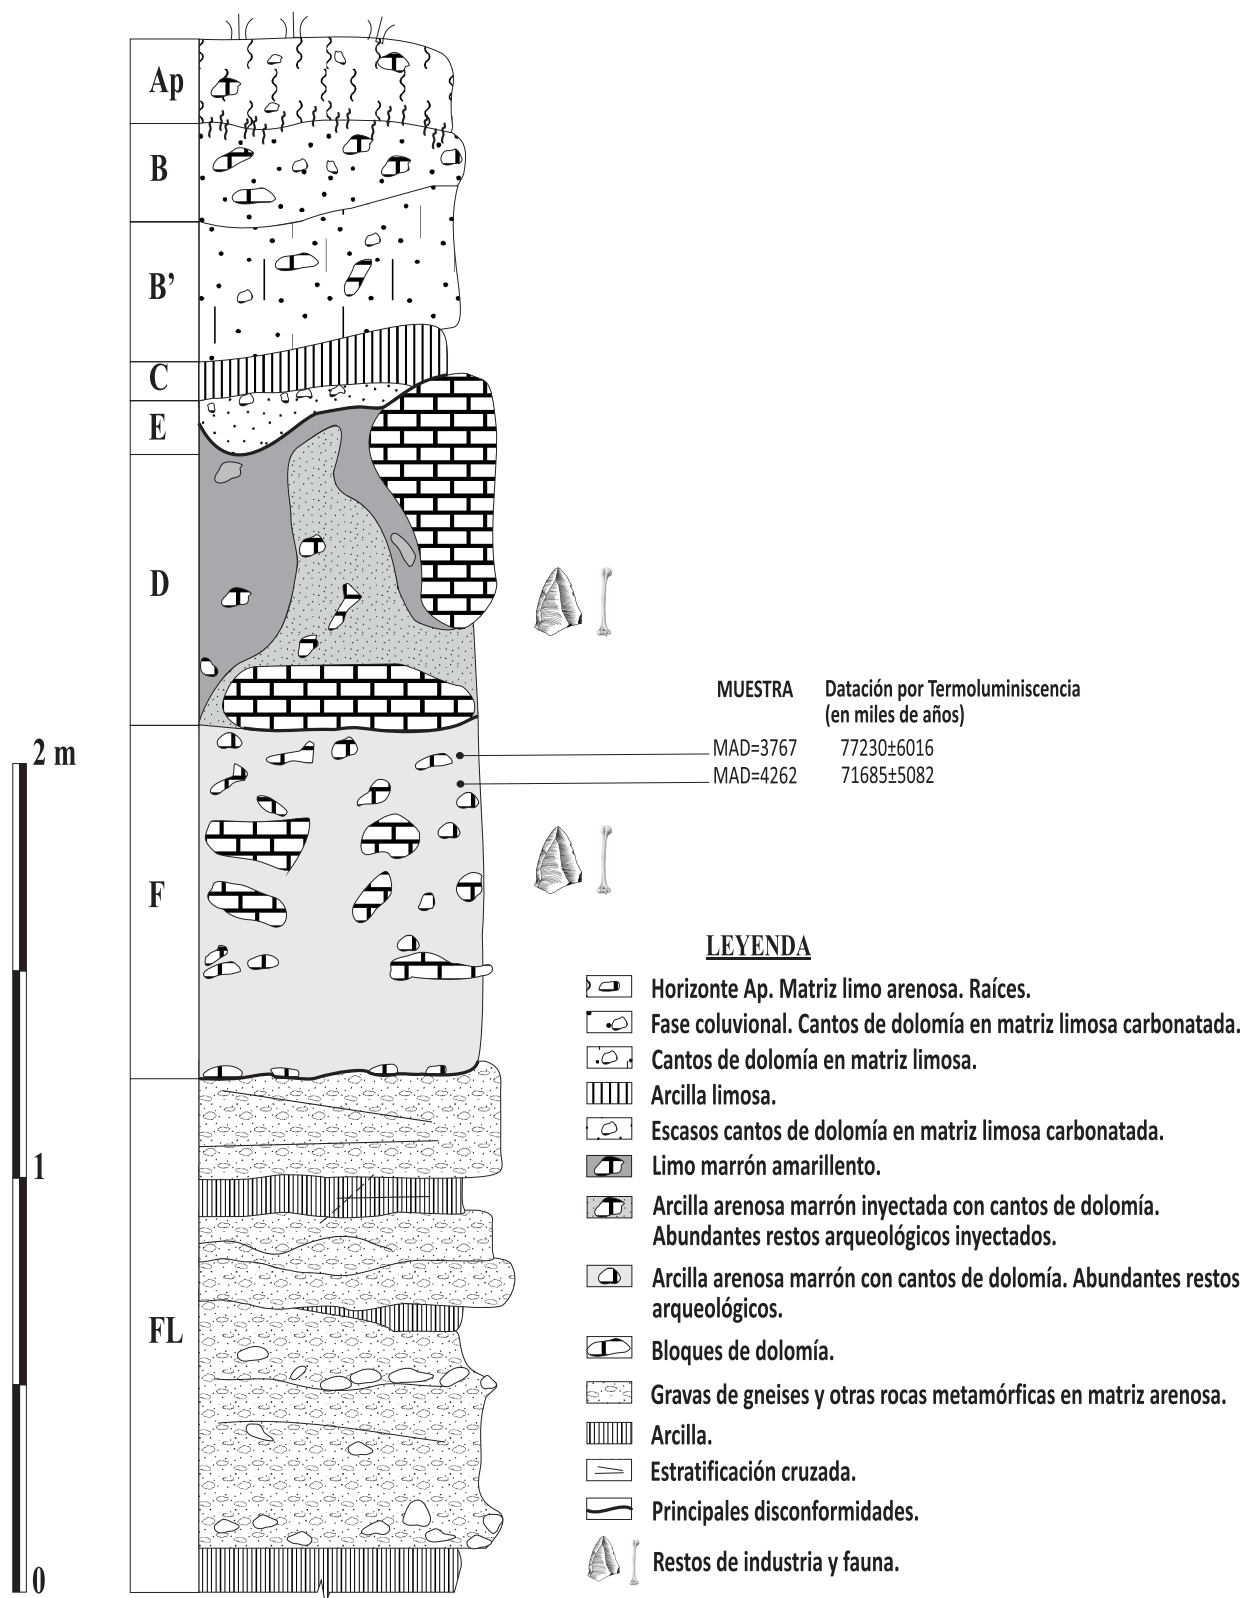 Ap
B
B’
C
E
D
F
FL
2 m
1
0
MUESTRA Datación por Termoluminiscencia
(en miles de años)
MAD=3767 77230±6016
MAD=4262 71685±5082
LEYENDA
Horizonte Ap. Matriz limo arenosa. Raíces.
Fase coluvional. Cantos de dolomía en matriz limosa carbonatada.
Cantos de dolomía en matriz limosa.
Arcilla limosa.
Escasos cantos de dolomía en matriz limosa carbonatada.
Limo marrón amarillento.
Arcilla arenosa marrón inyectada con cantos de dolomía.
Abundantes restos arqueológicos inyectados.
Arcilla arenosa marrón con cantos de dolomía. Abundantes restos
arqueológicos.
Bloques de dolomía.
Gravas de gneises y otras rocas metamórficas en matriz arenosa.
Arcilla.
Estratificación cruzada.
Principales disconformidades.
Restos de industria y fauna.